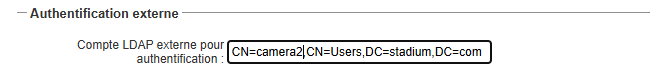 Authentification externe
Compte LDAP externe pour
authentification : CN=camera2,CN=Users,DC=stadium,DC=com